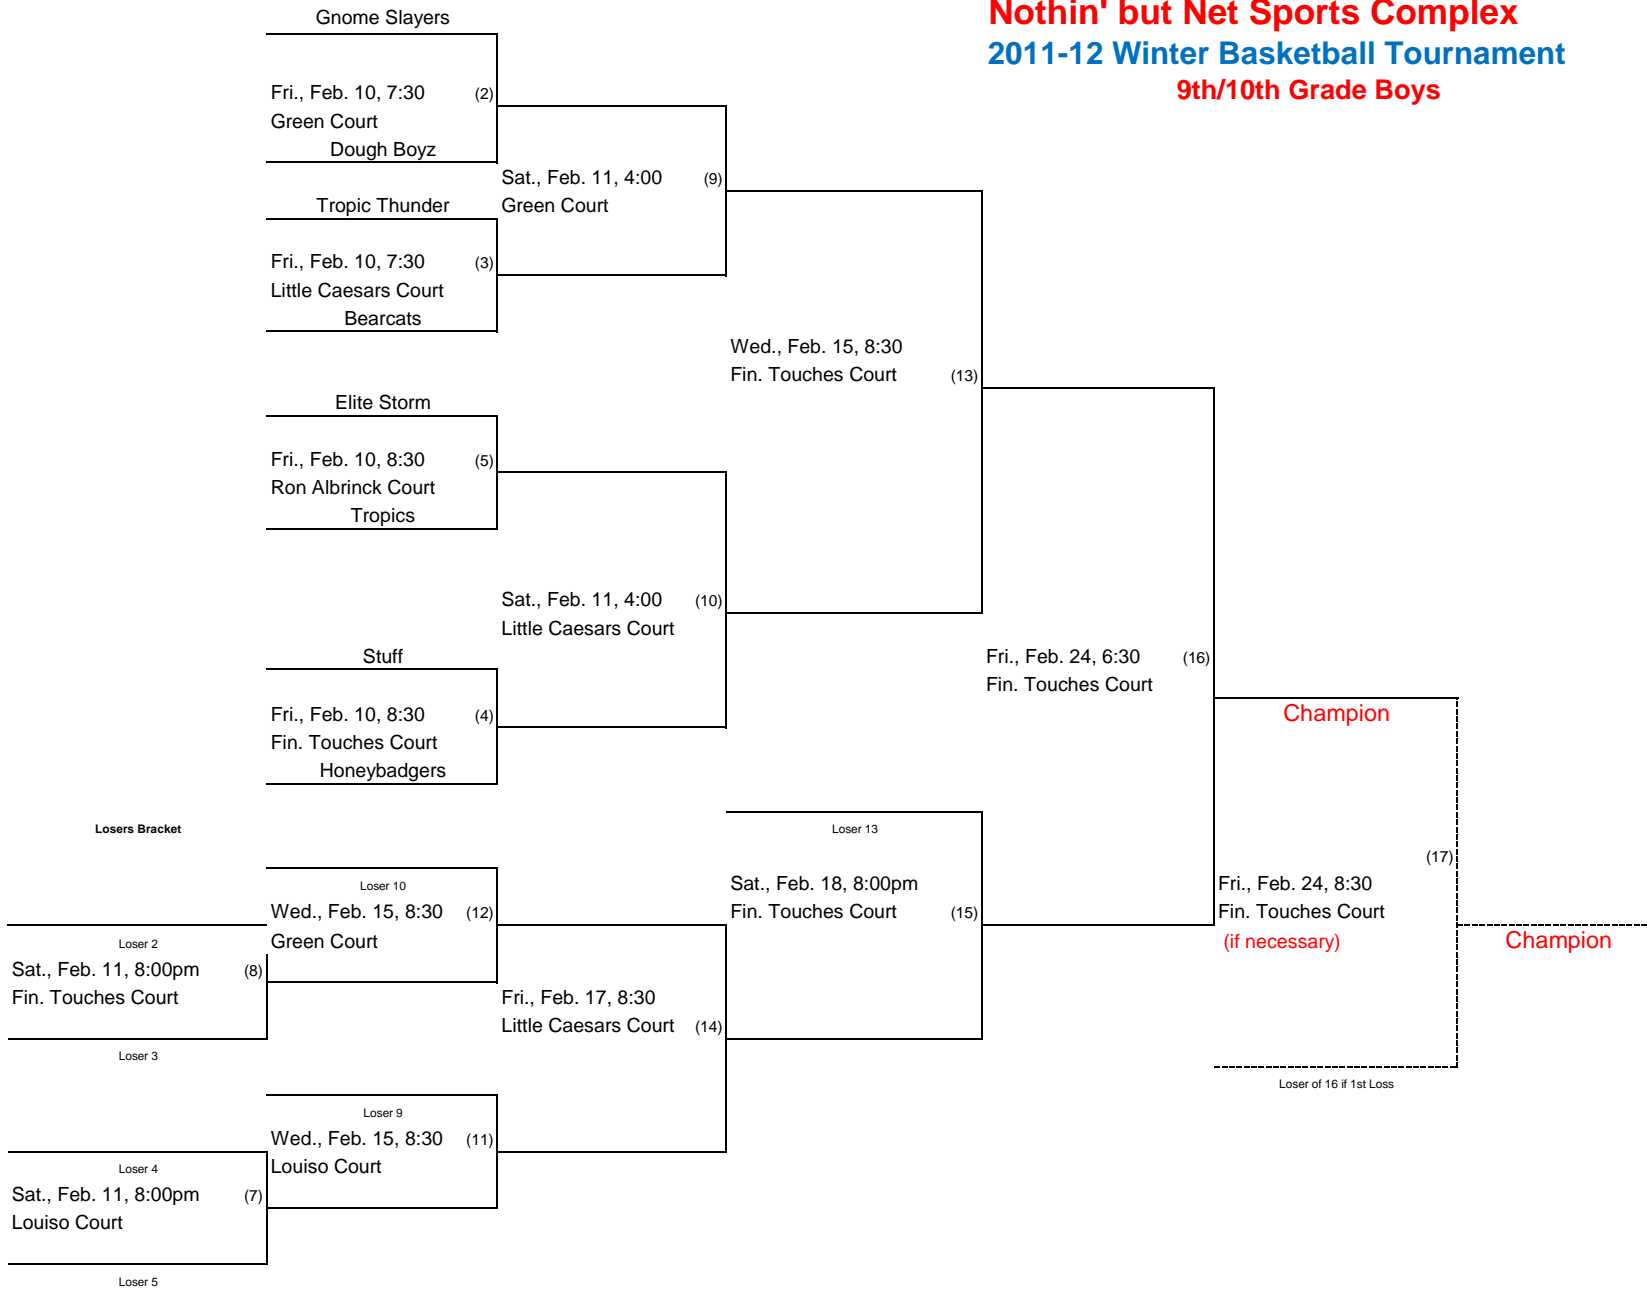 Nothin' but Net Sports Complex
2011-12 Winter Basketball Tournament
9th/10th Grade Boys
Gnome Slayers
Fri., Feb. 10, 7:30 (2)
Green Court
Dough Boyz
Sat., Feb. 11, 4:00 (9)
Green Court
Tropic Thunder
Fri., Feb. 10, 7:30 (3)
Little Caesars Court
Bearcats
Wed., Feb. 15, 8:30
Fin. Touches Court (13)
Elite Storm
Fri., Feb. 10, 8:30 (5)
Ron Albrinck Court
Tropics
Sat., Feb. 11, 4:00 (10)
Little Caesars Court
Stuff
Fri., Feb. 10, 8:30 (4)
Fin. Touches Court
Honeybadgers
Fri., Feb. 24, 6:30 (16)
Fin. Touches Court
Champion
Losers Bracket
Loser 13
Sat., Feb. 18, 8:00pm
Fin. Touches Court (15)
(17)
Fri., Feb. 24, 8:30
Fin. Touches Court
(if necessary)
Champion
Loser of 16 if 1st Loss
Loser 10
Wed., Feb. 15, 8:30 (12)
Green Court
Loser 2
Sat., Feb. 11, 8:00pm (8)
Fin. Touches Court
Loser 3
Fri., Feb. 17, 8:30
Little Caesars Court (14)
Loser 9
Wed., Feb. 15, 8:30 (11)
Louiso Court
Loser 4
Sat., Feb. 11, 8:00pm (7)
Louiso Court
Loser 5